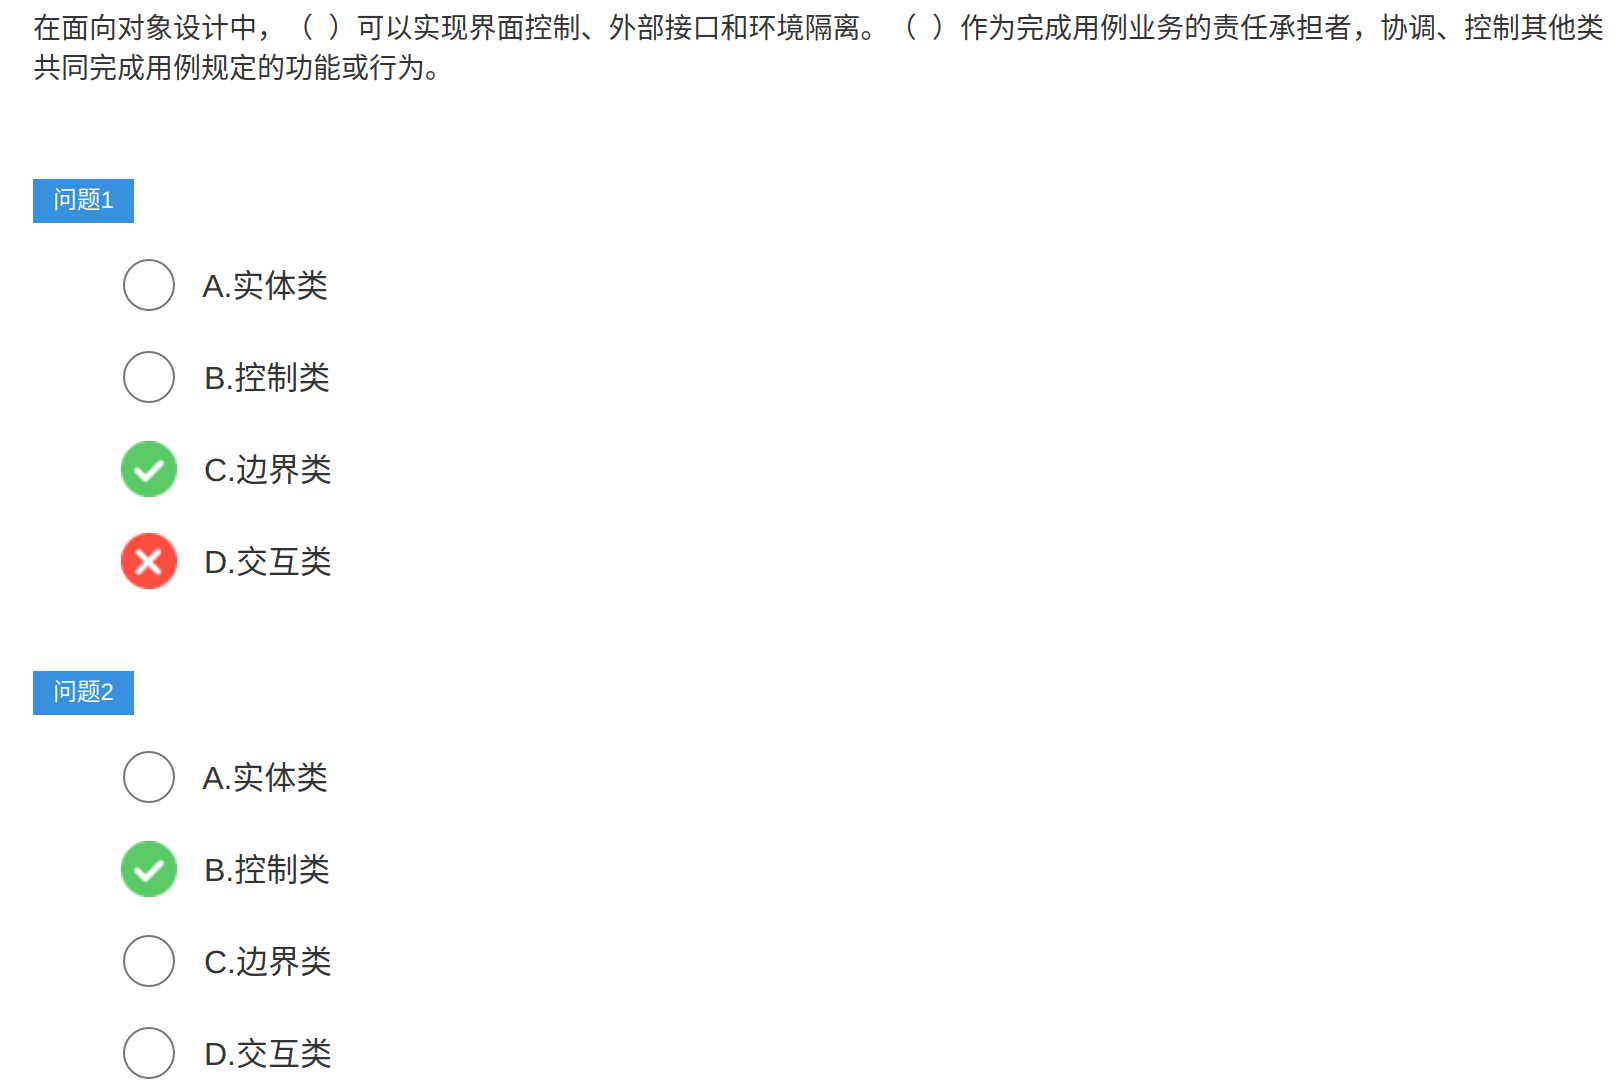 在面向对象设计中，（ ）可以实现界面控制、外部接口和环境隔离。（ ）作为完成用例业务的责任承担者，协调、控制其他类
共同完成用例规定的功能或行为。
问题1
A.实体类
B.控制类
C.边界类
D.交互类
问题2
A.实体类
B.控制类
C.边界类
D.交互类